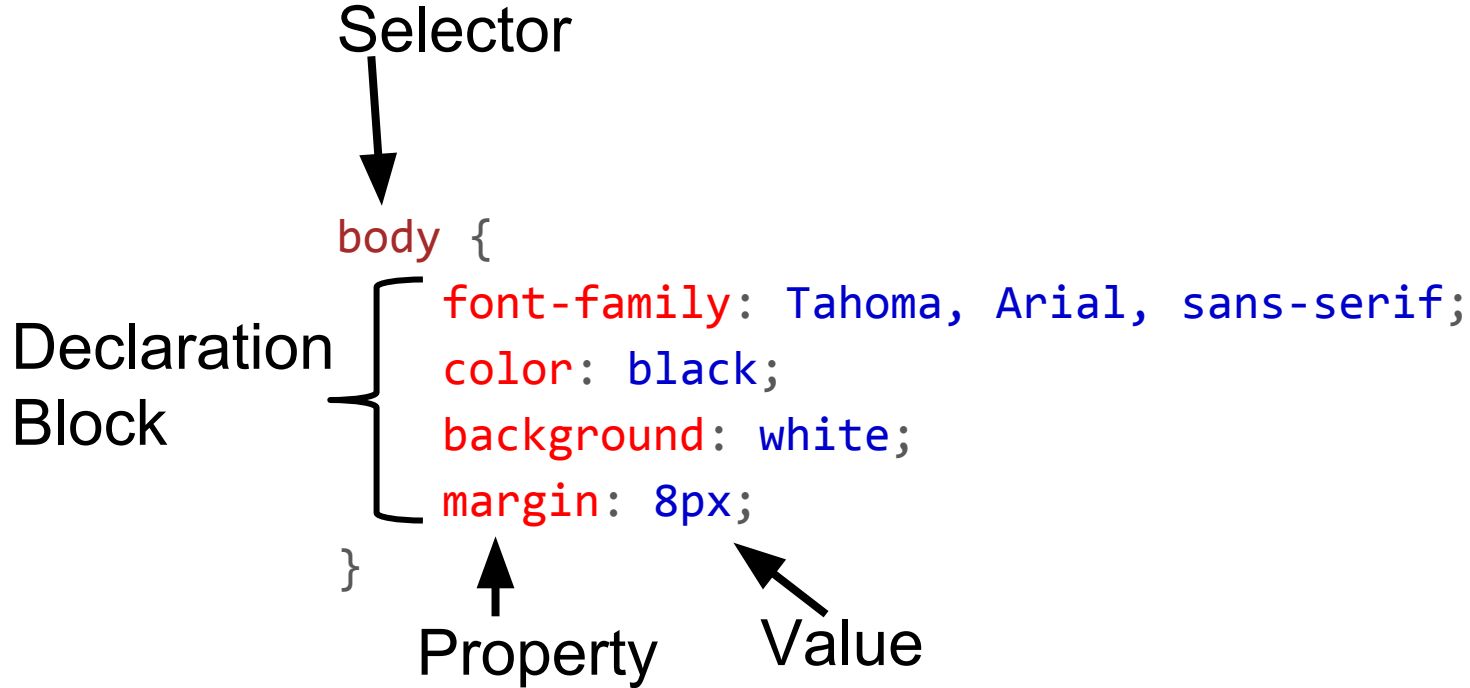 Selector
body {
font-family: Tahoma, Arial, sans-serif;
Declaration
Block
color: black;
background: white;
margin: 8px;
}
Property
Value